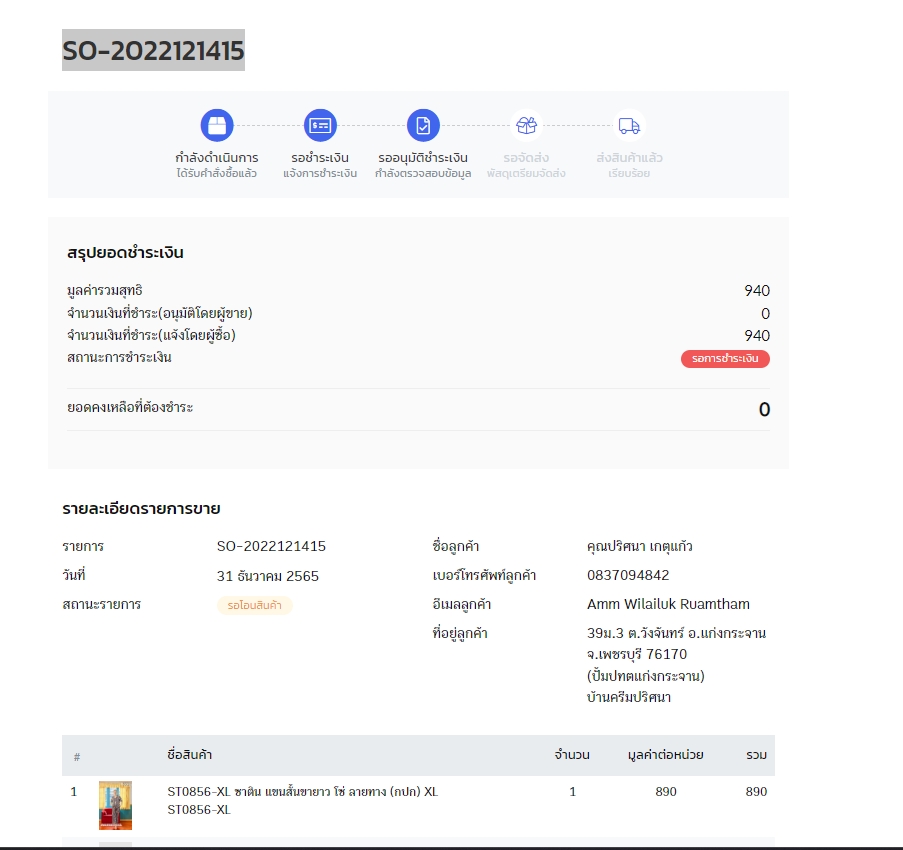 SO-2022121415
กำลังดำเนินการ รอชำระเงิน รออนุมัติชำระเงิน รอจัดส่ง ส่งสินค้าแล้ว
ได้รับคำสั่งซื้อแล้ว แจ้งการชำระเงิน กำลังตรวจสอบข้อมูล พัสดุเตรียมจัดส่ง เรียบร้อย
สรุปยอดชำระเงิน
มูลค่ารวมสุทธิ 940
จำนวนเงินที่ชำระ(อนุมัติโดยผู้ขาย) 0
จำนวนเงินที่ชำระ(แจ้งโดยผู้ซื้อ) 940
สถานะการชำระเงิน รอการชำระเงิน
ยอดคงเหลือที่ต้องชำระ 0
รายละเอียดรายการขาย
รายการ SO-2022121415 ชื่อลูกค้า คุณปริศนา เกตุแก้ว
วันที่ 31 ธันวาคม 2565 เบอร์โทรศัพท์ลูกค้า 0837094842
สถานะรายการ รอโอนสินค้า อีเมลลูกค้า Amm Wilailuk Ruamtham
ที่อยู่ลูกค้า 39ม.3 ต.วังจันทร์ อ.แก่งกระจาน
จ.เพชรบุรี 76170
(ปั้มปทตแก่งกระจาน)
บ้านครีมปริศนา
# ชื่อสินค้า จำนวน มูลค่าต่อหน่วย รวม
1 ST0856-XL ซาติน แขนสั้นขายาว โซ่ ลายทาง (กปก) XL 1 890 890
ST0856-XL